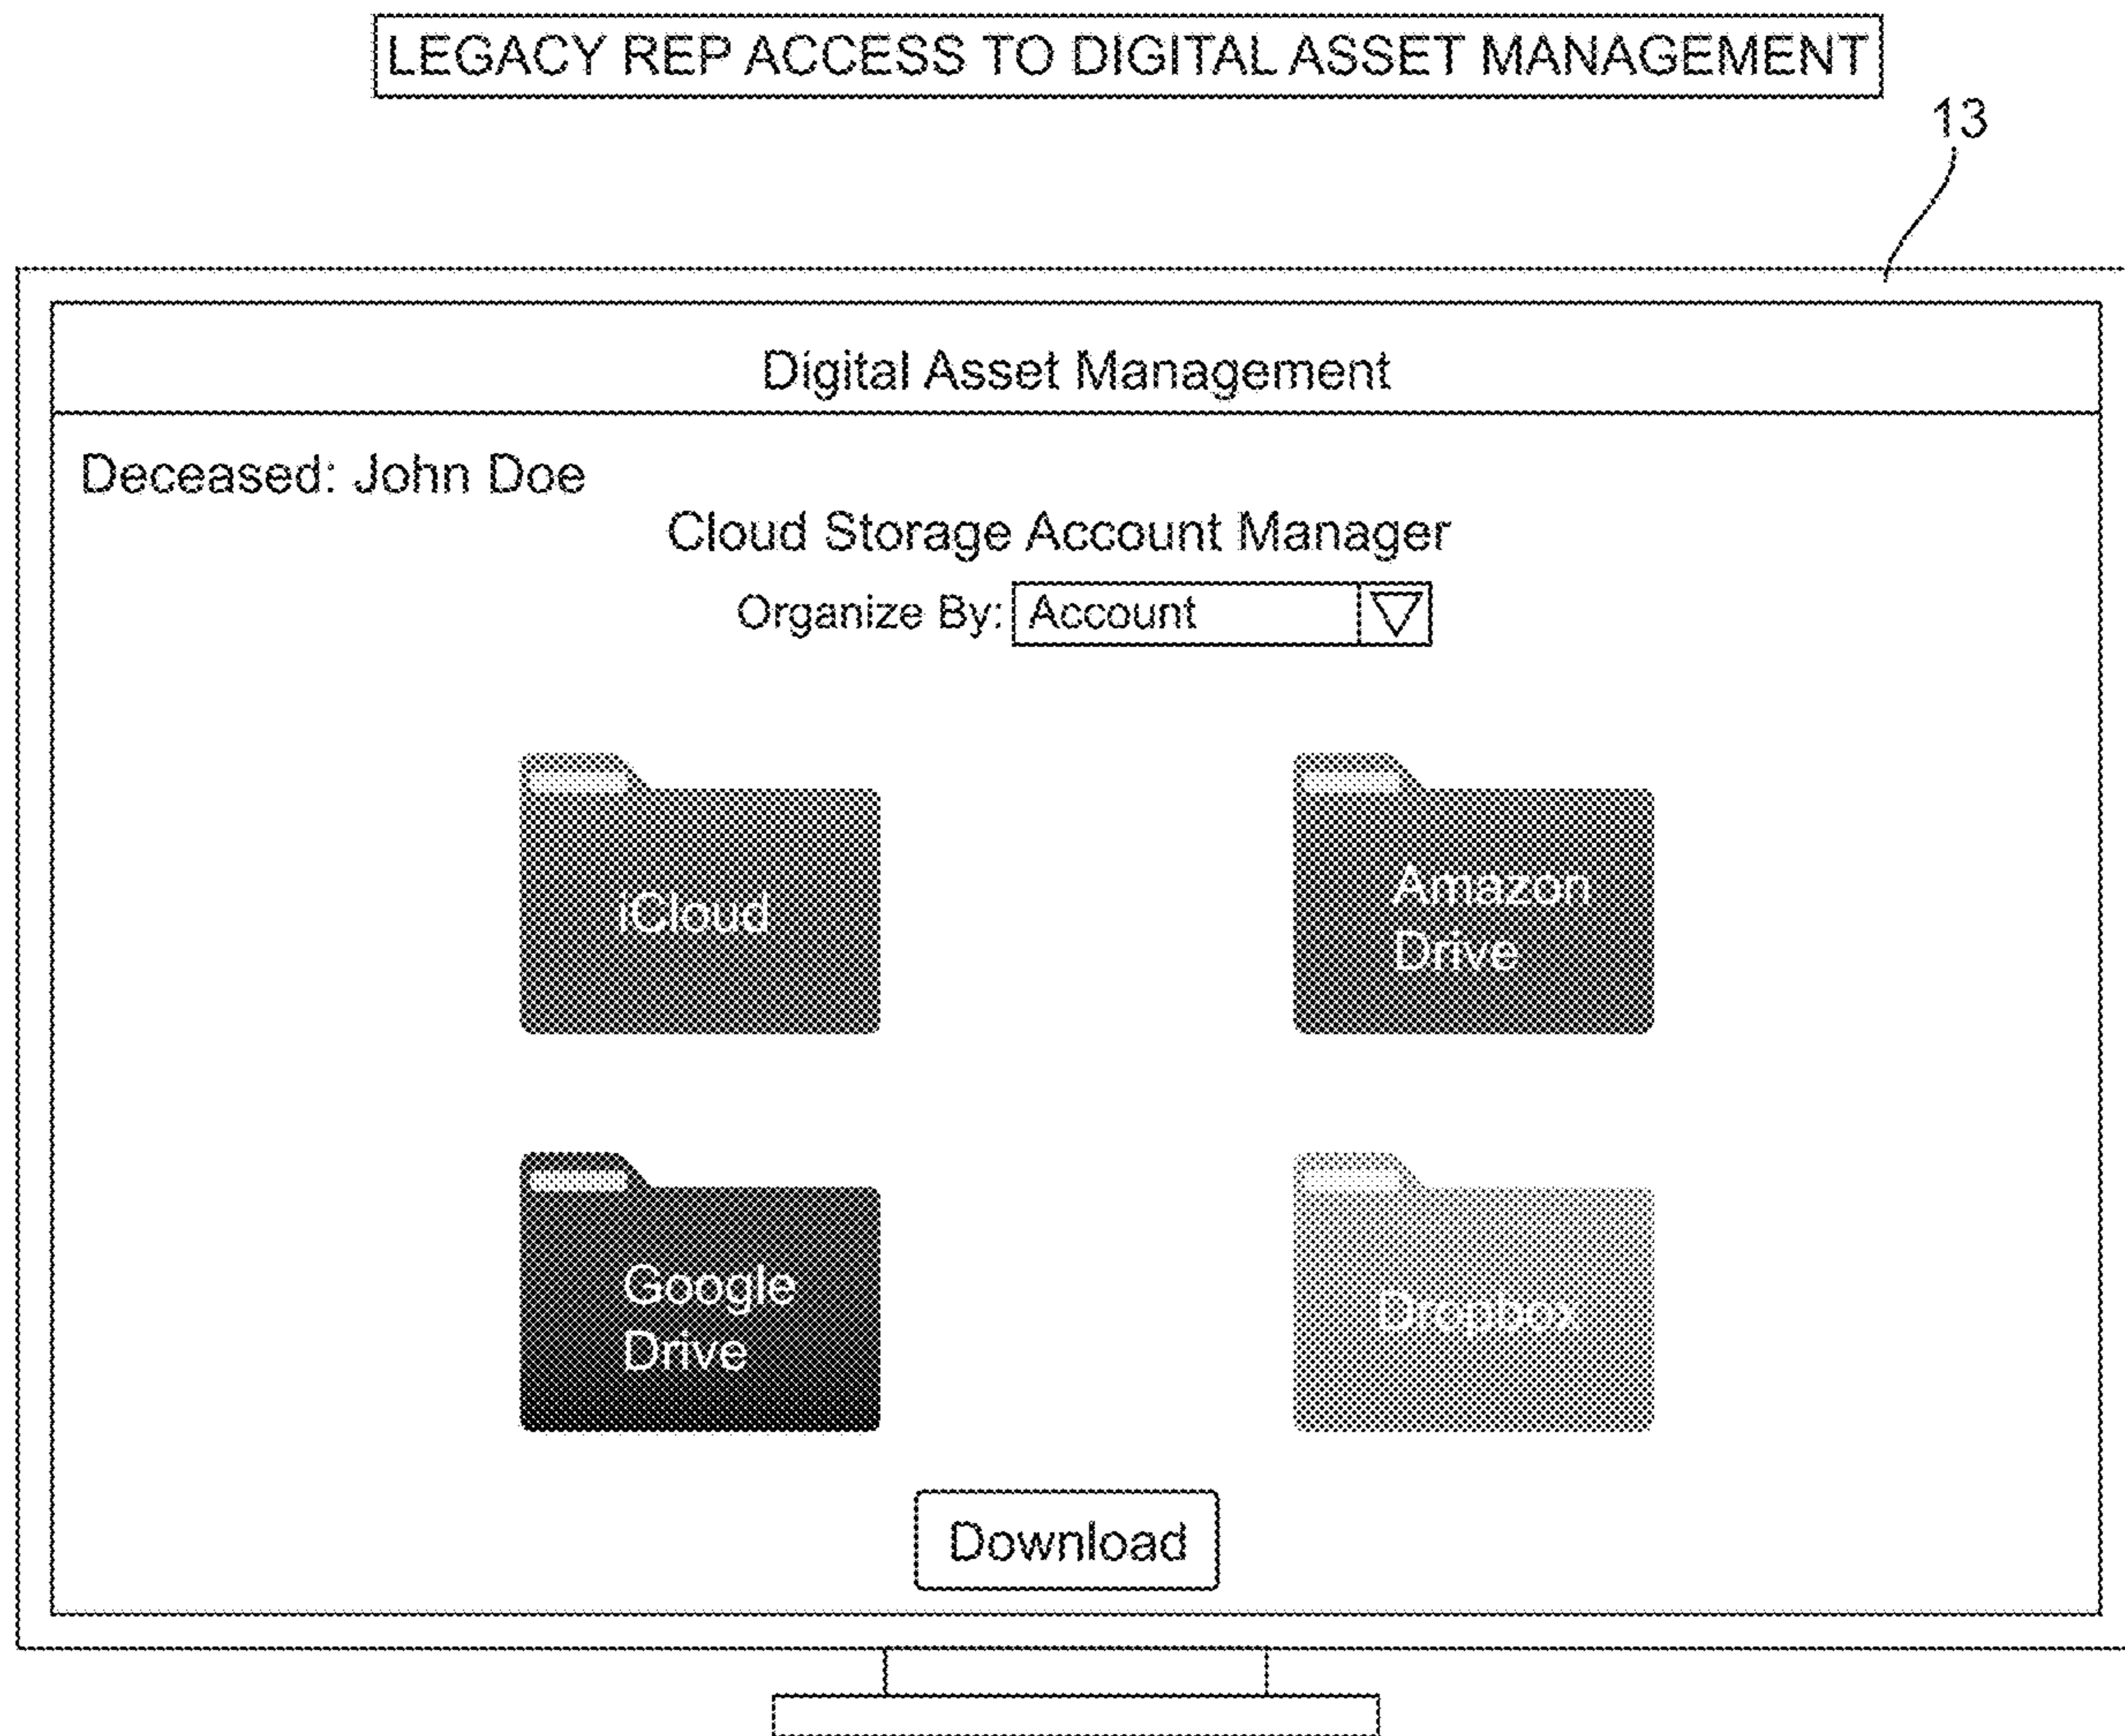 LEGACY REP ACCESS TO DIGITAL ASSET MANAGEMENT
13
Digital Asset Management
Deceased: John Doe
Cloud Storage Account Manager
Organize By: Account
iCloud
Amazon
Drive
Google
Drive
Dropbox
Download